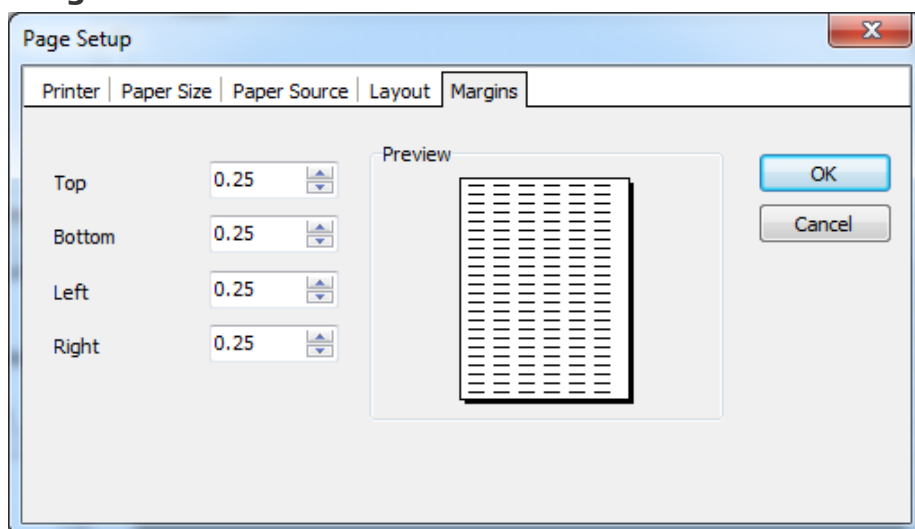 Page Setup
Printer Paper Size Paper Source Layout Margins
Preview
Top 0.25
Bottom 0.25
Left 0.25
Right 0.25
OK
Cancel